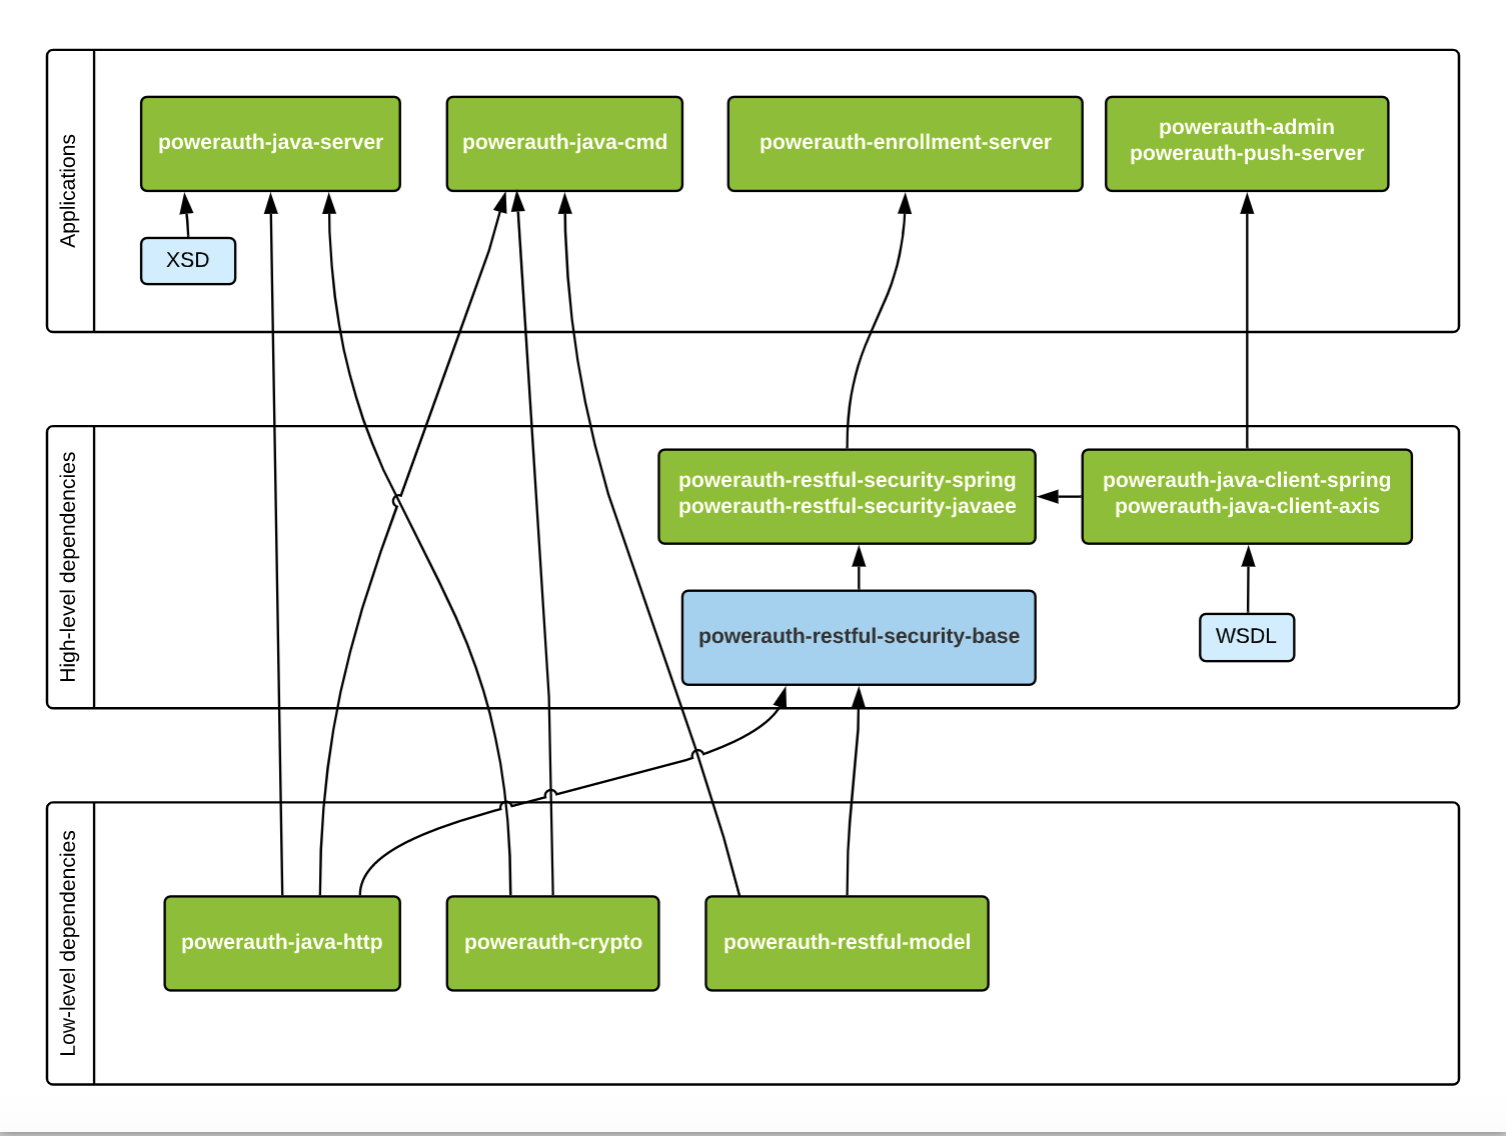 Applications
powerauth-java-server
powerauth-java-cmd
powerauth-enrollment-server
powerauth-admin
powerauth-push-server
XSD
High-level dependencies
powerauth-restful-security-spring
powerauth-restful-security-javaee
powerauth-java-client-spring
powerauth-java-client-axis
powerauth-restful-security-base
WSDL
Low-level dependencies
powerauth-java-http
powerauth-crypto
powerauth-restful-model